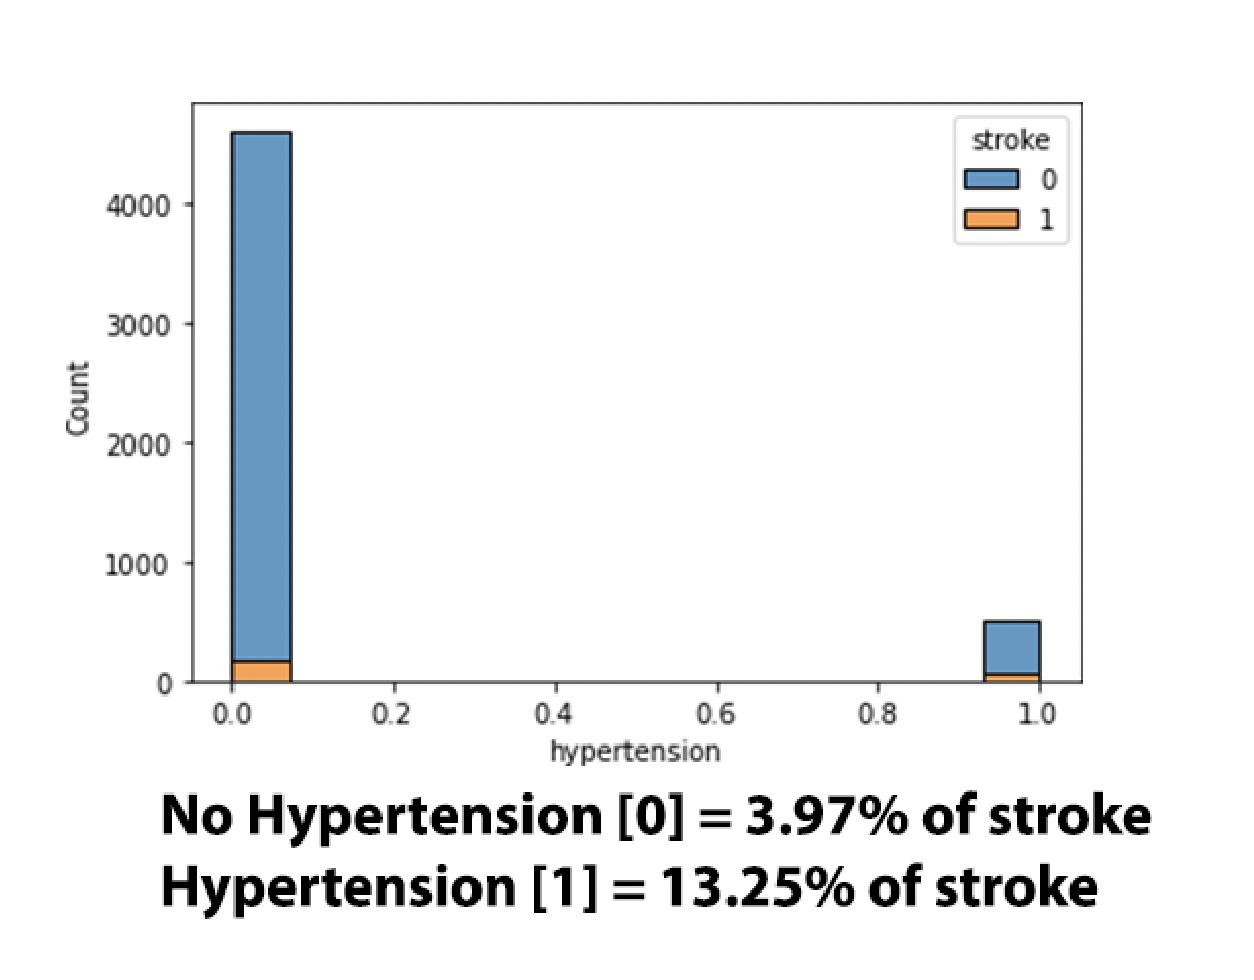 stroke
0
1
4000
3000
2000
1000
0
Count
0.0 0.2 0.4 0.6 0.8 1.0
hypertension
No Hypertension [0] = 3.97% of stroke
Hypertension [1] = 13.25% of stroke